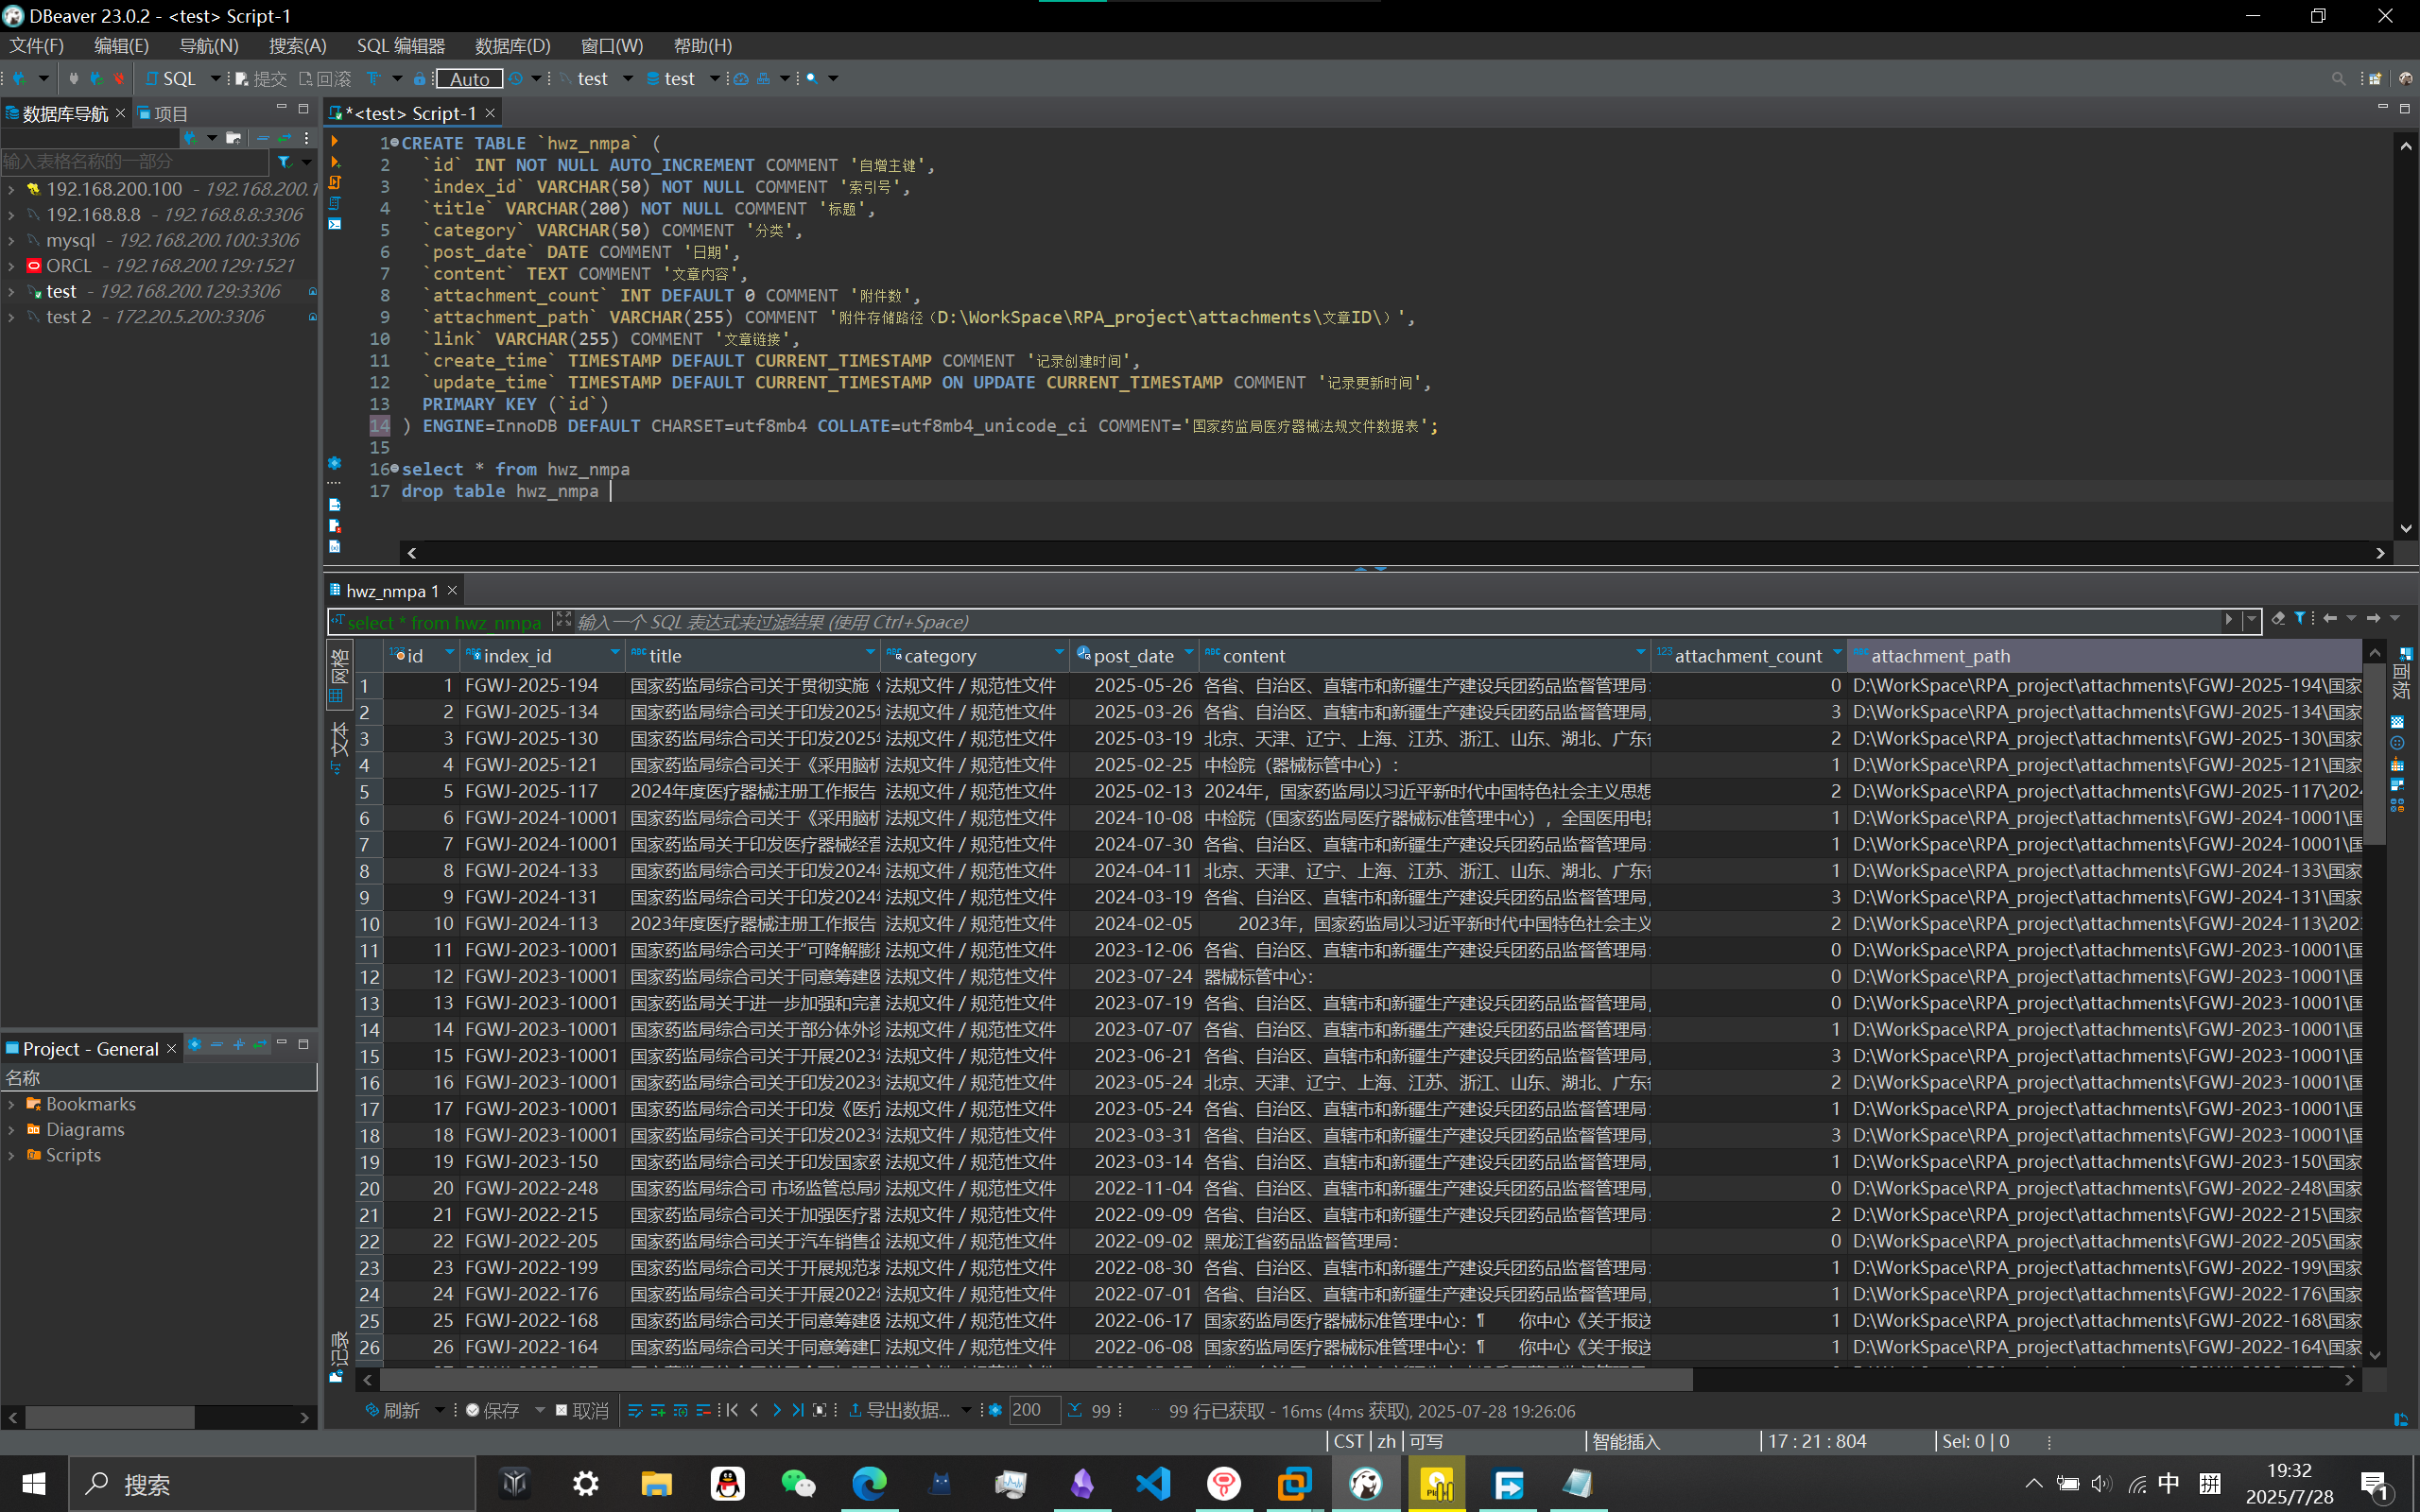 DBeaver 23.0.2 - <test> Script-1
文件(F) 编辑(E) 导航(N) 搜索(A) SQL 编辑器 数据库(D) 窗口(W) 帮助(H)
SQL 提交 回滚 Auto test test
数据库导航 项目
输入表格名称的一部分
192.168.200.100 - 192.168.200.1
192.168.8.8 - 192.168.8.8:3306
mysql - 192.168.200.100:3306
ORCL - 192.168.200.129:1521
test - 192.168.200.129:3306
test 2 - 172.20.5.200:3306
Project - General
名称
Bookmarks
Diagrams
Scripts
*<test> Script-1
1 CREATE TABLE `hwz_nmpa` (
2 `id` INT NOT NULL AUTO_INCREMENT COMMENT '自增主键',
3 `index_id` VARCHAR(50) NOT NULL COMMENT '索引号',
4 `title` VARCHAR(200) NOT NULL COMMENT '标题',
5 `category` VARCHAR(50) COMMENT '分类',
6 `post_date` DATE COMMENT '日期',
7 `content` TEXT COMMENT '文章内容',
8 `attachment_count` INT DEFAULT 0 COMMENT '附件数',
9 `attachment_path` VARCHAR(255) COMMENT '附件存储路径（D:\WorkSpace\RPA_project\attachments\文章ID\）',
10 `link` VARCHAR(255) COMMENT '文章链接',
11 `create_time` TIMESTAMP DEFAULT CURRENT_TIMESTAMP COMMENT '记录创建时间',
12 `update_time` TIMESTAMP DEFAULT CURRENT_TIMESTAMP ON UPDATE CURRENT_TIMESTAMP COMMENT '记录更新时间',
13 PRIMARY KEY (`id`)
14 ) ENGINE=InnoDB DEFAULT CHARSET=utf8mb4 COLLATE=utf8mb4_unicode_ci COMMENT='国家药监局医疗器械法规文件数据表';
15
16 select * from hwz_nmpa
17 drop table hwz_nmpa
hwz_nmpa 1
select * from hwz_nmpa 输入一个 SQL 表达式来过滤结果 (使用 Ctrl+Space)
网格
文本
记录
面板
id index_id title category post_date content attachment_count attachment_path
1 1 FGWJ-2025-194 国家药监局综合司关于贯彻实施《 法规文件 / 规范性文件 2025-05-26 各省、自治区、直辖市和新疆生产建设兵团药品监督管理局： 0 D:\WorkSpace\RPA_project\attachments\FGWJ-2025-194\国家
2 2 FGWJ-2025-134 国家药监局综合司关于印发2025 法规文件 / 规范性文件 2025-03-26 各省、自治区、直辖市和新疆生产建设兵团药品监督管理局， 3 D:\WorkSpace\RPA_project\attachments\FGWJ-2025-134\国家
3 3 FGWJ-2025-130 国家药监局综合司关于印发2025 法规文件 / 规范性文件 2025-03-19 北京、天津、辽宁、上海、江苏、浙江、山东、湖北、广东 2 D:\WorkSpace\RPA_project\attachments\FGWJ-2025-130\国家
4 4 FGWJ-2025-121 国家药监局综合司关于《采用脑机 法规文件 / 规范性文件 2025-02-25 中检院（器械标管中心）： 1 D:\WorkSpace\RPA_project\attachments\FGWJ-2025-121\国家
5 5 FGWJ-2025-117 2024年度医疗器械注册工作报告 法规文件 / 规范性文件 2025-02-13 2024年，国家药监局以习近平新时代中国特色社会主义思想 2 D:\WorkSpace\RPA_project\attachments\FGWJ-2025-117\2024
6 6 FGWJ-2024-10001 国家药监局综合司关于《采用脑机 法规文件 / 规范性文件 2024-10-08 中检院（国家药监局医疗器械标准管理中心），全国医用电器 1 D:\WorkSpace\RPA_project\attachments\FGWJ-2024-10001\国
7 7 FGWJ-2024-10001 国家药监局关于印发医疗器械经营 法规文件 / 规范性文件 2024-07-30 各省、自治区、直辖市和新疆生产建设兵团药品监督管理局： 1 D:\WorkSpace\RPA_project\attachments\FGWJ-2024-10001\国
8 8 FGWJ-2024-133 国家药监局综合司关于印发2024 法规文件 / 规范性文件 2024-04-11 北京、天津、辽宁、上海、江苏、浙江、山东、湖北、广东 1 D:\WorkSpace\RPA_project\attachments\FGWJ-2024-133\国家
9 9 FGWJ-2024-131 国家药监局综合司关于印发2024 法规文件 / 规范性文件 2024-03-19 各省、自治区、直辖市和新疆生产建设兵团药品监督管理局， 3 D:\WorkSpace\RPA_project\attachments\FGWJ-2024-131\国家
10 10 FGWJ-2024-113 2023年度医疗器械注册工作报告 法规文件 / 规范性文件 2024-02-05 2023年，国家药监局以习近平新时代中国特色社会主义 2 D:\WorkSpace\RPA_project\attachments\FGWJ-2024-113\202
11 11 FGWJ-2023-10001 国家药监局综合司关于“可降解膨胀 法规文件 / 规范性文件 2023-12-06 各省、自治区、直辖市和新疆生产建设兵团药品监督管理局： 0 D:\WorkSpace\RPA_project\attachments\FGWJ-2023-10001\国
12 12 FGWJ-2023-10001 国家药监局综合司关于同意筹建医 法规文件 / 规范性文件 2023-07-24 器械标管中心： 0 D:\WorkSpace\RPA_project\attachments\FGWJ-2023-10001\国
13 13 FGWJ-2023-10001 国家药监局关于进一步加强和完善 法规文件 / 规范性文件 2023-07-19 各省、自治区、直辖市和新疆生产建设兵团药品监督管理局， 0 D:\WorkSpace\RPA_project\attachments\FGWJ-2023-10001\国
14 14 FGWJ-2023-10001 国家药监局综合司关于部分体外诊 法规文件 / 规范性文件 2023-07-07 各省、自治区、直辖市和新疆生产建设兵团药品监督管理局： 1 D:\WorkSpace\RPA_project\attachments\FGWJ-2023-10001\国
15 15 FGWJ-2023-10001 国家药监局综合司关于开展2023 法规文件 / 规范性文件 2023-06-21 各省、自治区、直辖市和新疆生产建设兵团药品监督管理局， 3 D:\WorkSpace\RPA_project\attachments\FGWJ-2023-10001\国
16 16 FGWJ-2023-10001 国家药监局综合司关于印发2023 法规文件 / 规范性文件 2023-05-24 北京、天津、辽宁、上海、江苏、浙江、山东、湖北、广东 2 D:\WorkSpace\RPA_project\attachments\FGWJ-2023-10001\国
17 17 FGWJ-2023-10001 国家药监局综合司关于印发《医疗 法规文件 / 规范性文件 2023-05-24 各省、自治区、直辖市和新疆生产建设兵团药品监督管理局： 1 D:\WorkSpace\RPA_project\attachments\FGWJ-2023-10001\国
18 18 FGWJ-2023-10001 国家药监局综合司关于印发2023 法规文件 / 规范性文件 2023-03-31 各省、自治区、直辖市和新疆生产建设兵团药品监督管理局， 3 D:\WorkSpace\RPA_project\attachments\FGWJ-2023-10001\国
19 19 FGWJ-2023-150 国家药监局综合司关于印发国家药 法规文件 / 规范性文件 2023-03-14 各省、自治区、直辖市和新疆生产建设兵团药品监督管理局， 1 D:\WorkSpace\RPA_project\attachments\FGWJ-2023-150\国家
20 20 FGWJ-2022-248 国家药监局综合司 市场监管总局办 法规文件 / 规范性文件 2022-11-04 各省、自治区、直辖市和新疆生产建设兵团药品监督管理局， 0 D:\WorkSpace\RPA_project\attachments\FGWJ-2022-248\国家
21 21 FGWJ-2022-215 国家药监局综合司关于加强医疗器 法规文件 / 规范性文件 2022-09-09 各省、自治区、直辖市和新疆生产建设兵团药品监督管理局： 2 D:\WorkSpace\RPA_project\attachments\FGWJ-2022-215\国家
22 22 FGWJ-2022-205 国家药监局综合司关于汽车销售企 法规文件 / 规范性文件 2022-09-02 黑龙江省药品监督管理局： 0 D:\WorkSpace\RPA_project\attachments\FGWJ-2022-205\国家
23 23 FGWJ-2022-199 国家药监局综合司关于开展规范装 法规文件 / 规范性文件 2022-08-30 各省、自治区、直辖市和新疆生产建设兵团药品监督管理局： 1 D:\WorkSpace\RPA_project\attachments\FGWJ-2022-199\国家
24 24 FGWJ-2022-176 国家药监局综合司关于开展2022 法规文件 / 规范性文件 2022-07-01 各省、自治区、直辖市和新疆生产建设兵团药品监督管理局， 1 D:\WorkSpace\RPA_project\attachments\FGWJ-2022-176\国家
25 25 FGWJ-2022-168 国家药监局综合司关于同意筹建医 法规文件 / 规范性文件 2022-06-17 国家药监局医疗器械标准管理中心：¶ 你中心《关于报送 1 D:\WorkSpace\RPA_project\attachments\FGWJ-2022-168\国家
26 26 FGWJ-2022-164 国家药监局综合司关于同意筹建口 法规文件 / 规范性文件 2022-06-08 国家药监局医疗器械标准管理中心：¶ 你中心《关于报送 1 D:\WorkSpace\RPA_project\attachments\FGWJ-2022-164\国家
刷新 保存 取消 导出数据... 200 99 99 行已获取 - 16ms (4ms 获取), 2025-07-28 19:26:06
CST zh 可写 智能插入 17 : 21 : 804 Sel: 0 | 0
搜索 中 拼 19:32
2025/7/28
1